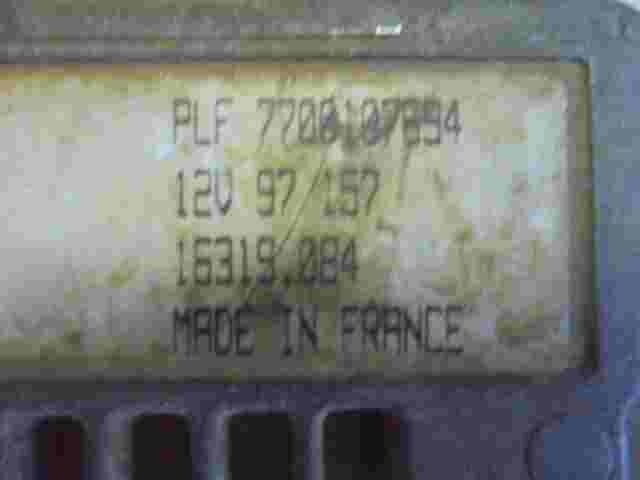 PLF 7700107894
12V 97 157
16319.084
MADE IN FRANCE